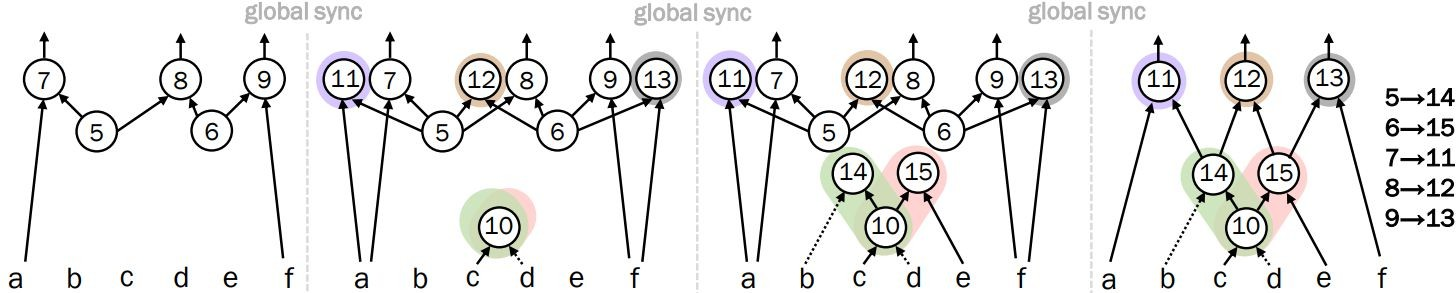 global sync global sync global sync
7 8 9 11 7 12 8 9 13 11 7 12 8 9 13 11 12 13
5→14
5 6 5 6 5 6
6→15
7→11
14 15 14 15
8→12
9→13
10 10 10
a b c d e f a b c d e f a b c d e f a b c d e f